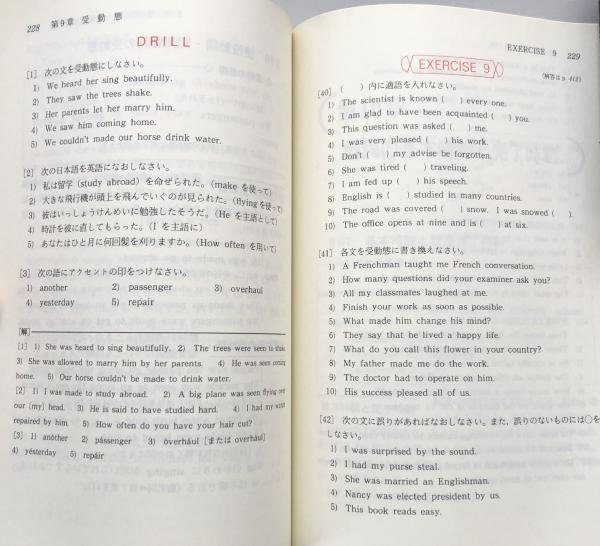 228 第9章 受動態
DRILL
[1] 次の文を受動態にしなさい。
1) We heard her sing beautifully.
2) They saw the trees shake.
3) Her parents let her marry him.
4) We saw him coming home.
5) We couldn't made our horse drink water.
[2] 次の日本語を英語になおしなさい。
1) 私は留学 (study abroad) を命ぜられた。(make を使って)
2) 大きな飛行機が頭上を飛んでいくのが見られた。(flyingを使って)
3) 彼はいっしょうけんめいに勉強したそうだ。(He を主語として)
4) 時計を彼に直してもらった。(I を主語に)
5) あなたはひと月に何回髪を刈りますか。(How often を用いて)
[3] 次の語にアクセントの印をつけなさい。
1) another 2) passenger 3) overhaul
4) yesterday 5) repair
[解]
[1] 1) She was heard to sing beautifully. 2) The trees were seen to shake.
3) She was allowed to marry him by her parents. 4) He was seen coming
home. 5) Our horse couldn't be made to drink water.
[2] 1) I was made to study abroad. 2) A big plane was seen flying over
our (my) head. 3) He is said to have studied hard. 4) I had my watch
repaired by him. 5) How often do you have your hair cut?
[3] 1) anóther 2) pássenger 3) óverhául [または overhául]
4) yésterday 5) repáir
EXERCISE 9 229
EXERCISE 9
(解答は p. 412)
[40] ( ) 内に適語を入れなさい。
1) The scientist is known ( ) every one.
2) I am glad to have been acquainted ( ) you.
3) This question was asked ( ) me.
4) I was very pleased ( ) his work.
5) Don't ( ) my advise be forgotten.
6) She was tired ( ) traveling.
7) I am fed up ( ) his speech.
8) English is ( ) studied in many countries.
9) The road was covered ( ) snow. I was snowed ( ).
10) The office opens at nine and is ( ) at six.
[41] 各文を受動態に書き換えなさい。
1) A Frenchman taught me French conversation.
2) How many questions did your examiner ask you?
3) All my classmates laughed at me.
4) Finish your work as soon as possible.
5) What made him change his mind?
6) They say that he lived a happy life.
7) What do you call this flower in your country?
8) My father made me do the work.
9) The doctor had to operate on him.
10) His success pleased all of us.
[42] 次の文に誤りがあればなおしなさい。また，誤りのないものには○を
しなさい。
1) I was surprised by the sound.
2) I had my purse steal.
3) She was married an Englishman.
4) Nancy was elected president by us.
5) This book reads easy.